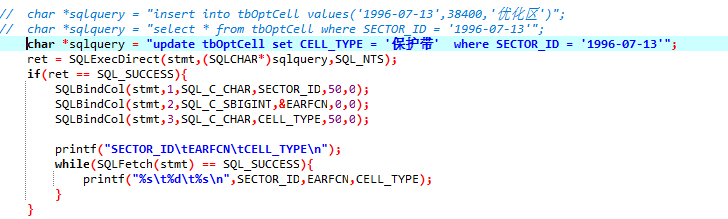 //  char *sqlquery = "insert into tbOptCell values('1996-07-13',38400,'优化区')";
//  char *sqlquery = "select * from tbOptCell where SECTOR_ID = '1996-07-13'";
    char *sqlquery = "update tbOptCell set CELL_TYPE = '保护带'  where SECTOR_ID = '1996-07-13'";
    ret = SQLExecDirect(stmt,(SQLCHAR*)sqlquery,SQL_NTS);
    if(ret == SQL_SUCCESS){
        SQLBindCol(stmt,1,SQL_C_CHAR,SECTOR_ID,50,0);
        SQLBindCol(stmt,2,SQL_C_SBIGINT,&EARFCN,0,0);
        SQLBindCol(stmt,3,SQL_C_CHAR,CELL_TYPE,50,0);
        printf("SECTOR_ID\tEARFCN\tCELL_TYPE\n");
        while(SQLFetch(stmt) == SQL_SUCCESS){
            printf("%s\t%d\t%s\n",SECTOR_ID,EARFCN,CELL_TYPE);
        }
    }